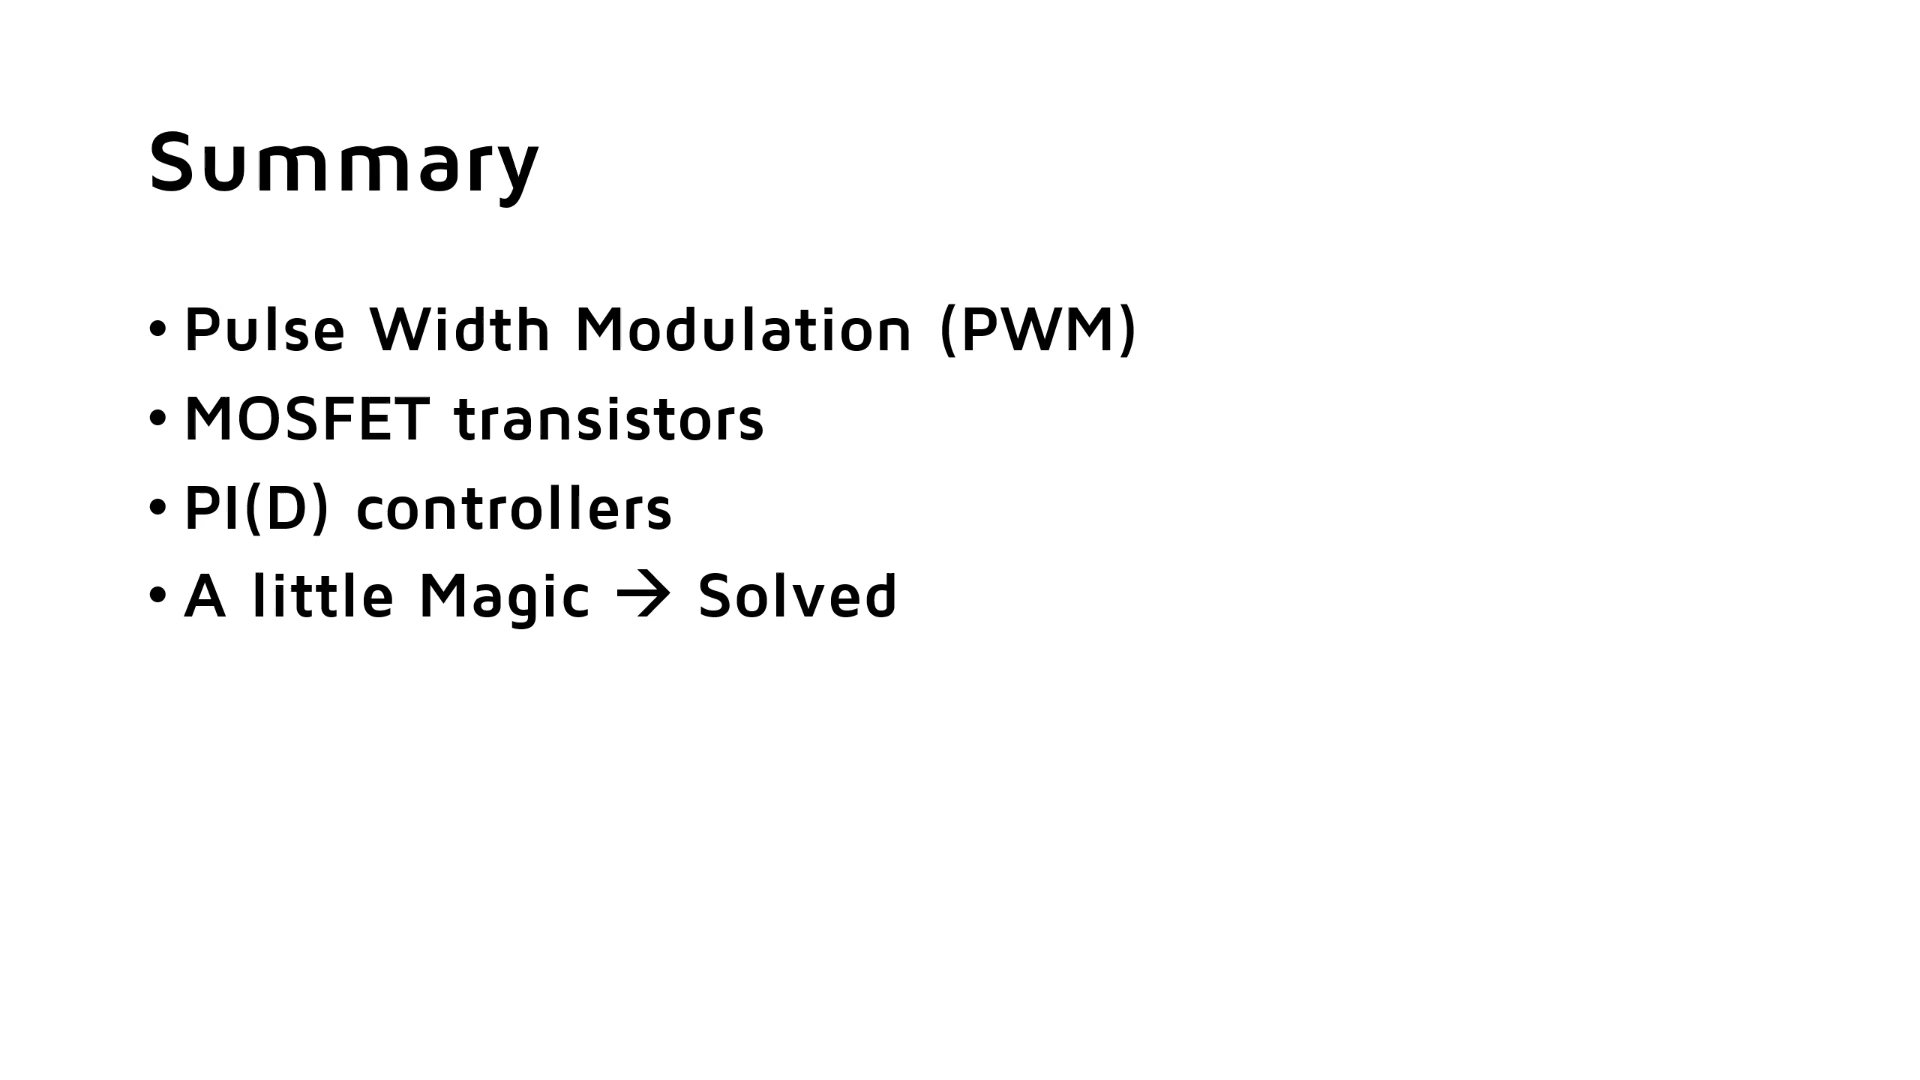 Summary
• Pulse Width Modulation (PWM)
• MOSFET transistors
• PI(D) controllers
• A little Magic → Solved